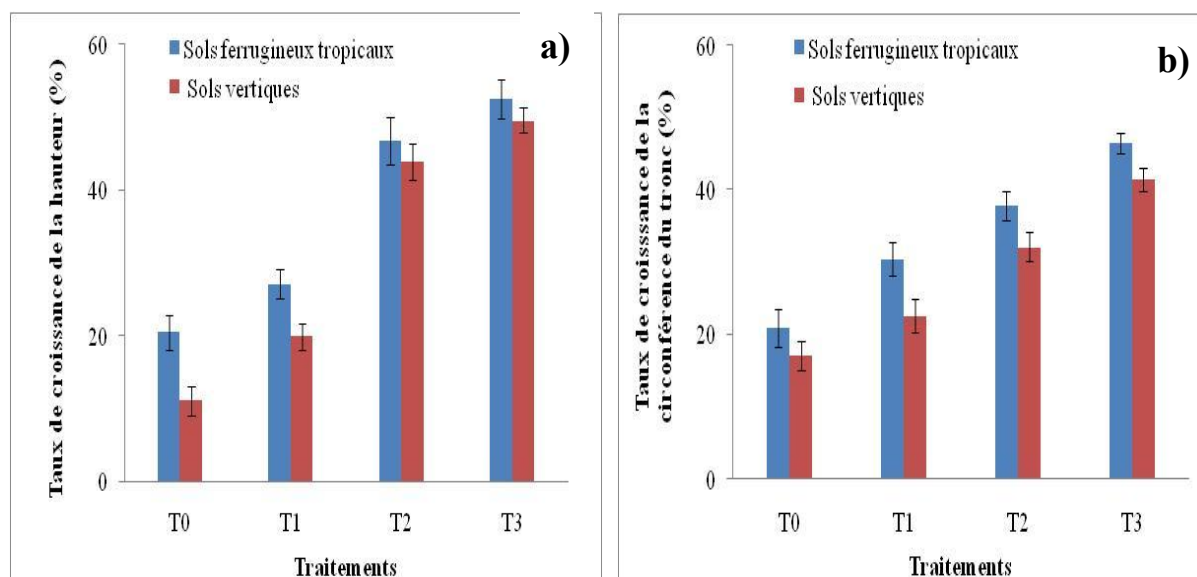 a)
Sols ferrugineux tropicaux
Sols vertiques
Taux de croissance de la hauteur (%)
60
40
20
0
T0 T1 T2 T3
Traitements
b)
Sols ferrugineux tropicaux
Sols vertiques
Taux de croisssance de la
circonférence du tronc (%)
60
40
20
0
T0 T1 T2 T3
Traitements